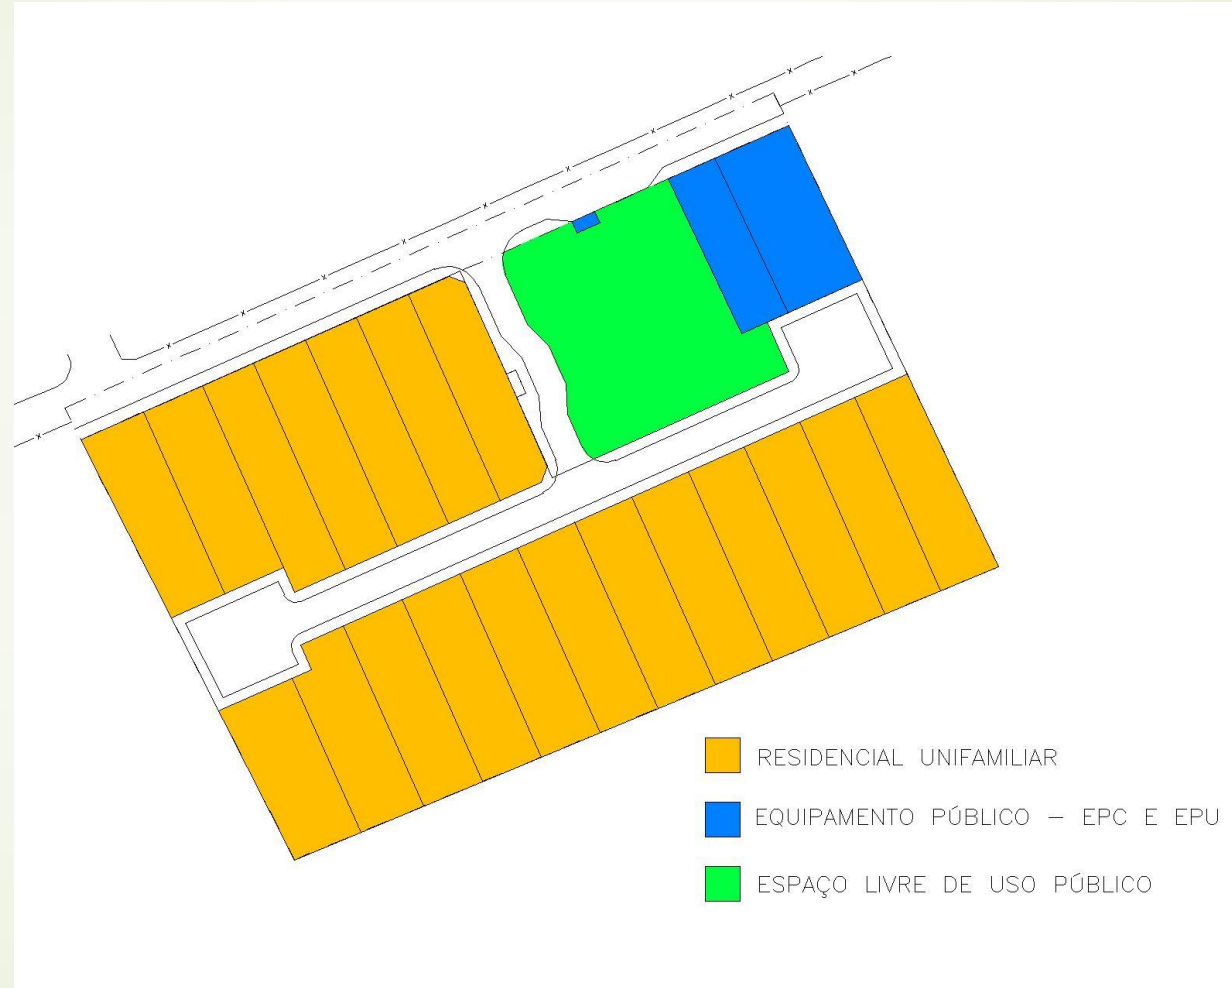 RESIDENCIAL UNIFAMILIAR
EQUIPAMENTO PÚBLICO – EPC E EPU
ESPAÇO LIVRE DE USO PÚBLICO